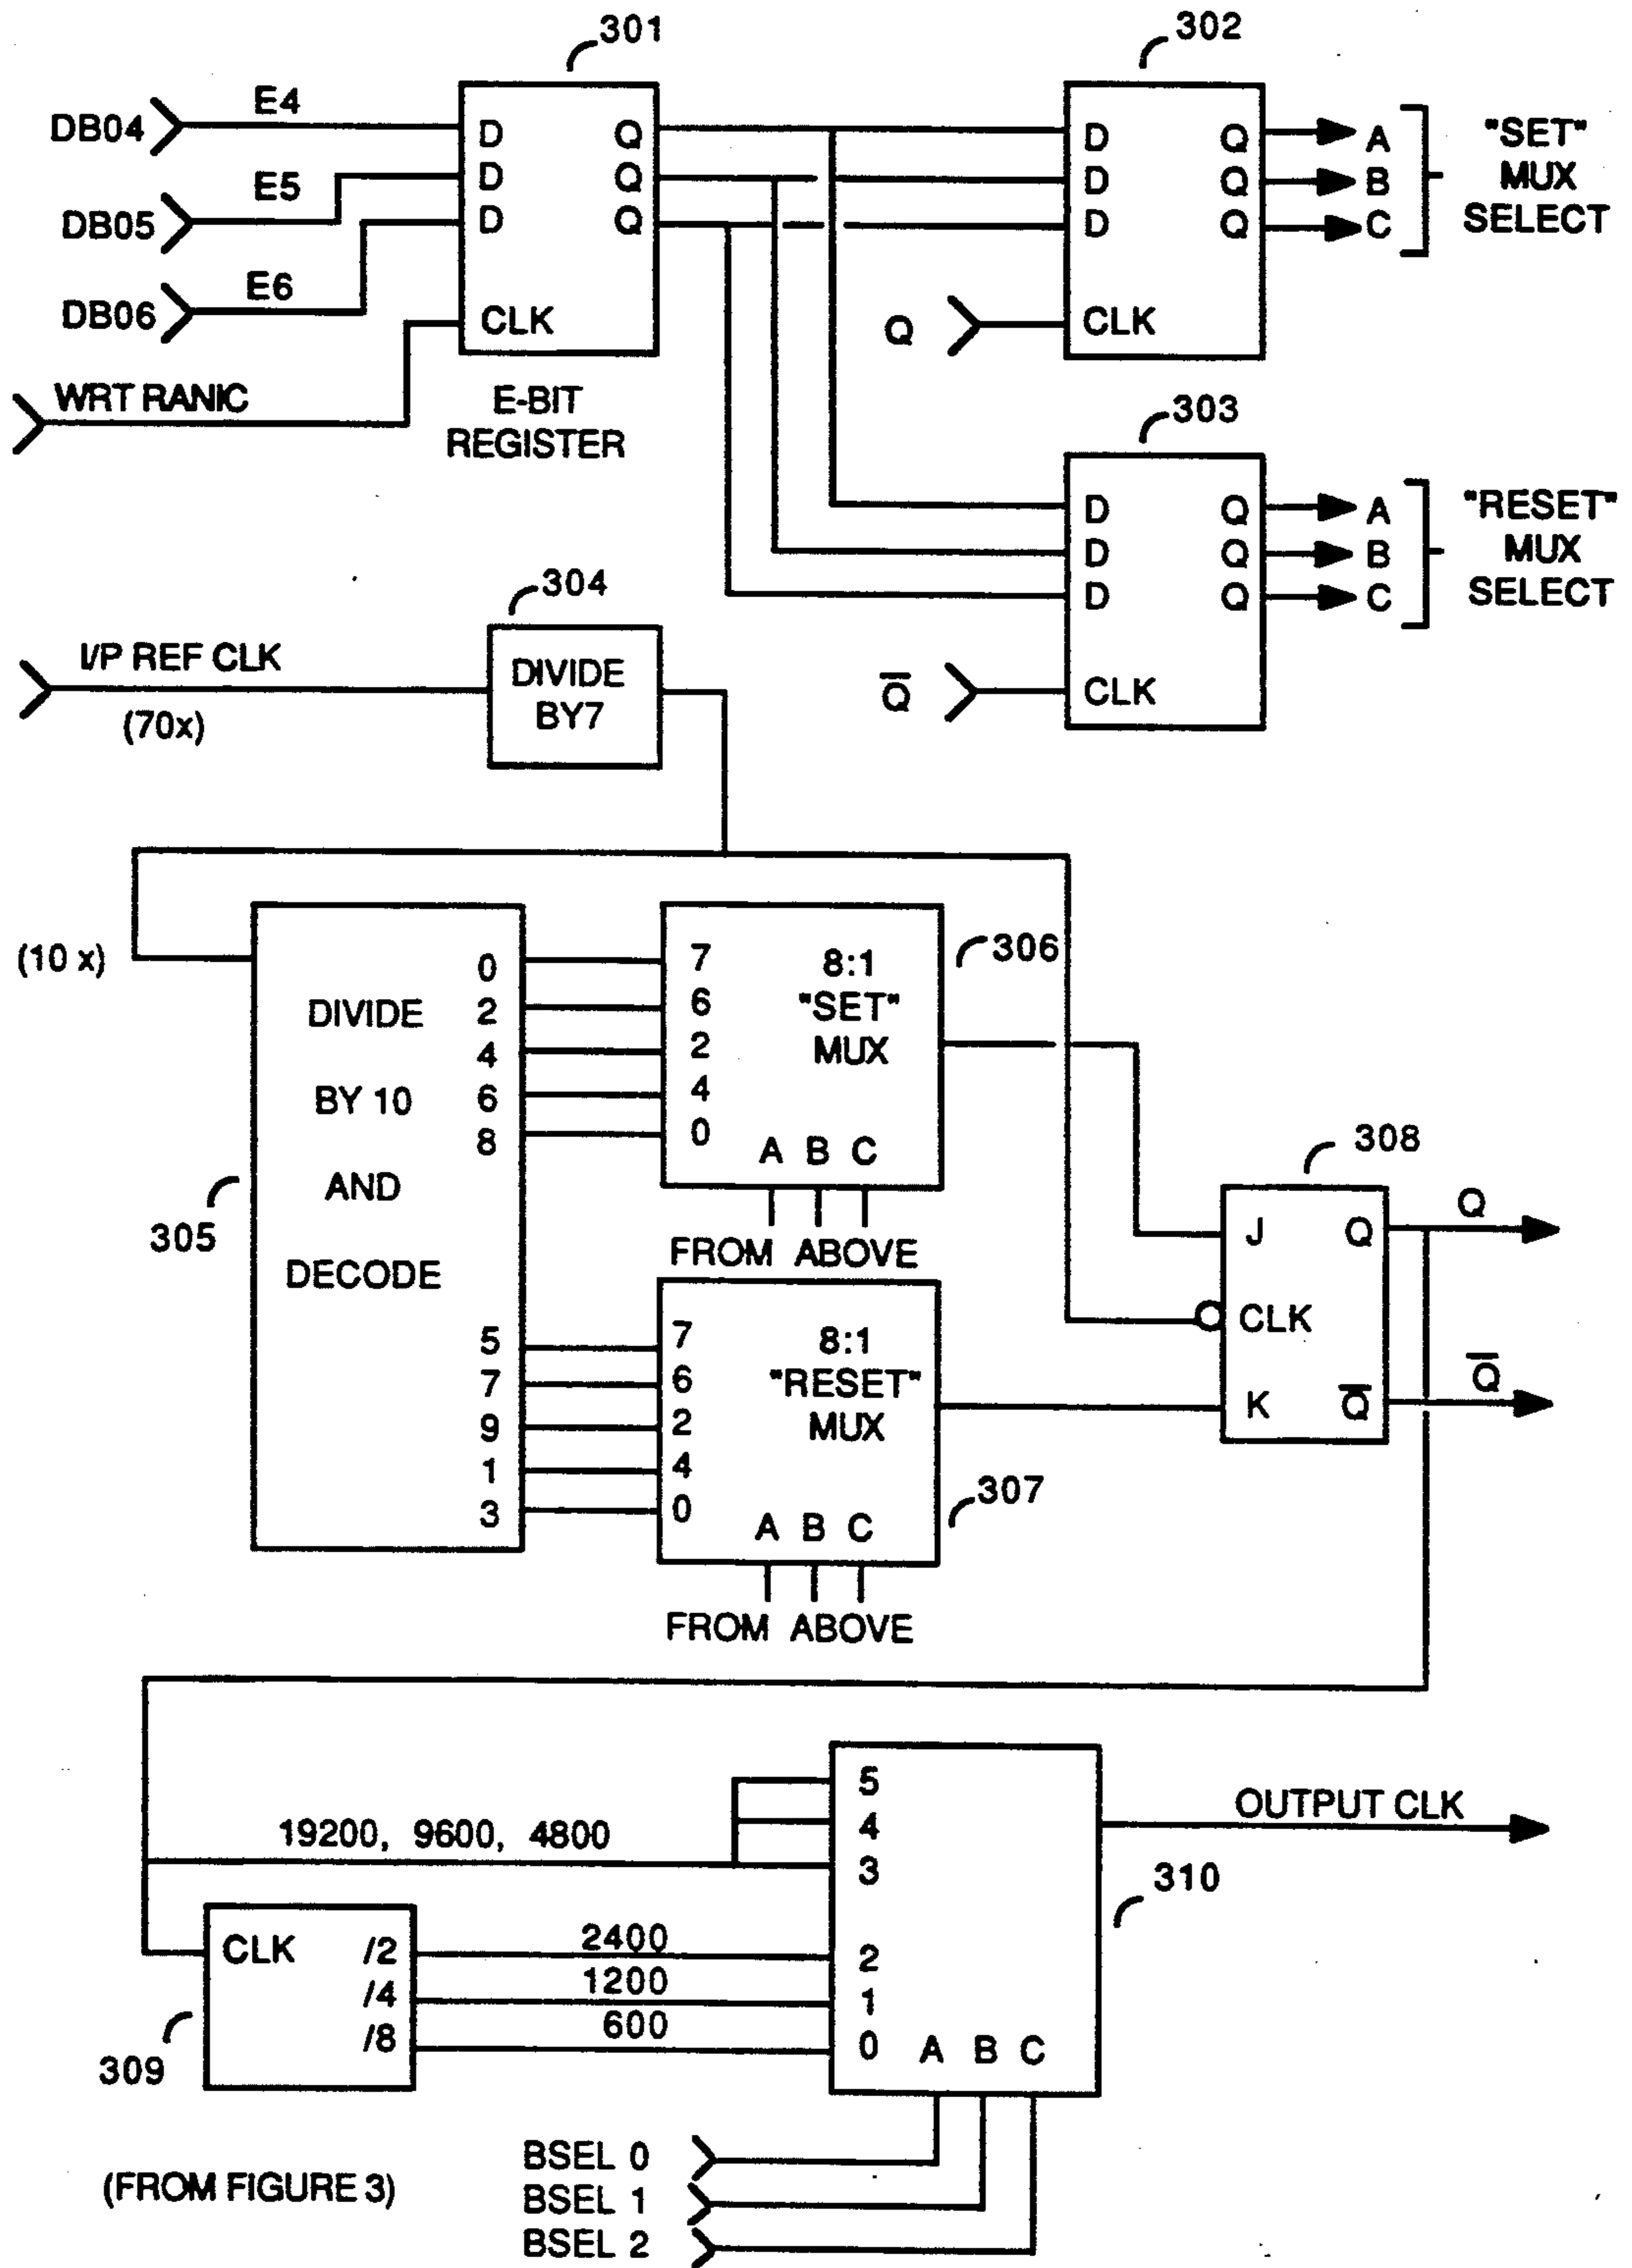 301
302
DB04
E4
D
Q
D
Q
A
"SET"
DB05
E5
D
Q
D
Q
B
MUX
D
Q
D
Q
C
SELECT
DB06
E6
CLK
Q
CLK
WRT RANIC
E-BIT
REGISTER
303
D
Q
A
"RESET"
D
Q
B
MUX
D
Q
C
SELECT
304
I/P REF CLK
(70x)
DIVIDE
BY7
Q̅
CLK
(10 x)
305
DIVIDE
BY 10
AND
DECODE
0
2
4
6
8
5
7
9
1
3
306
7
6
2
4
0
8:1
"SET"
MUX
A B C
FROM ABOVE
7
6
2
4
0
8:1
"RESET"
MUX
A B C
307
FROM ABOVE
308
J
Q
Q
CLK
K
Q̅
Q̅
19200, 9600, 4800
5
4
3
2
1
0
A B C
OUTPUT CLK
310
CLK
/2
/4
/8
2400
1200
600
309
(FROM FIGURE 3)
BSEL 0
BSEL 1
BSEL 2